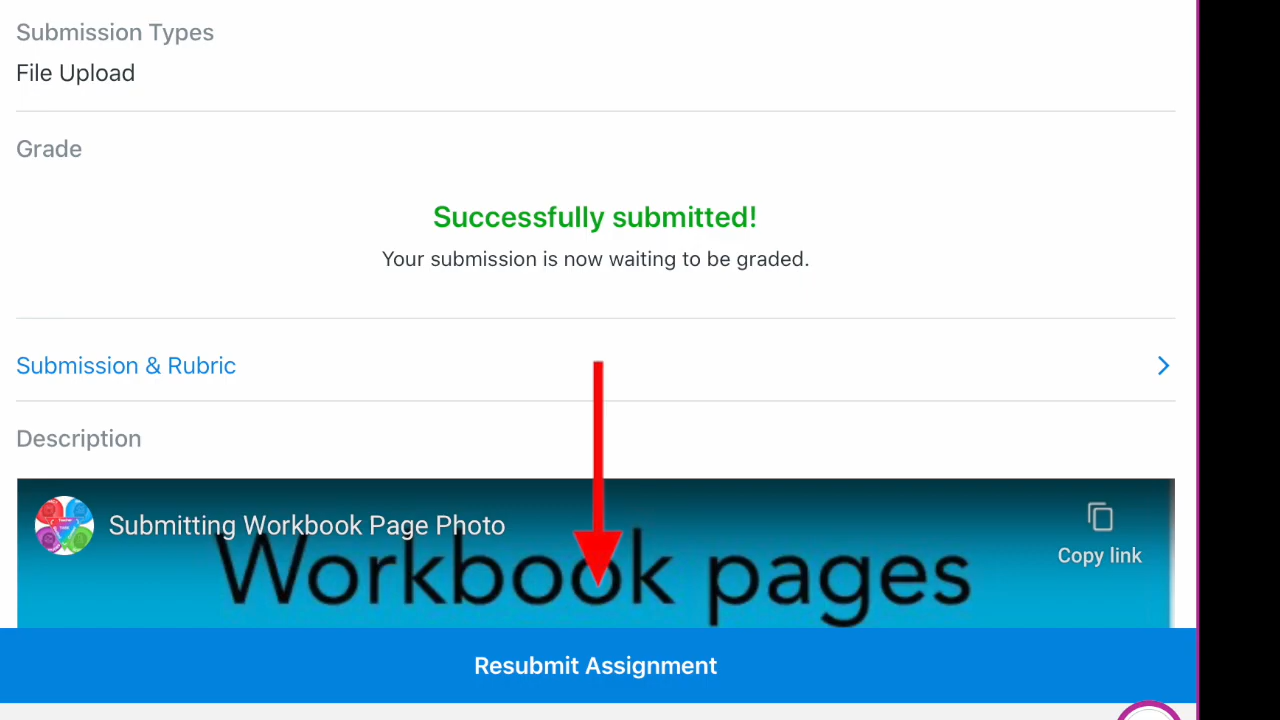 Submission Types
File Upload
Grade
Successfully submitted!
Your submission is now waiting to be graded.
Submission & Rubric
Description
Submitting Workbook Page Photo
Copy link
Workbook pages
Resubmit Assignment